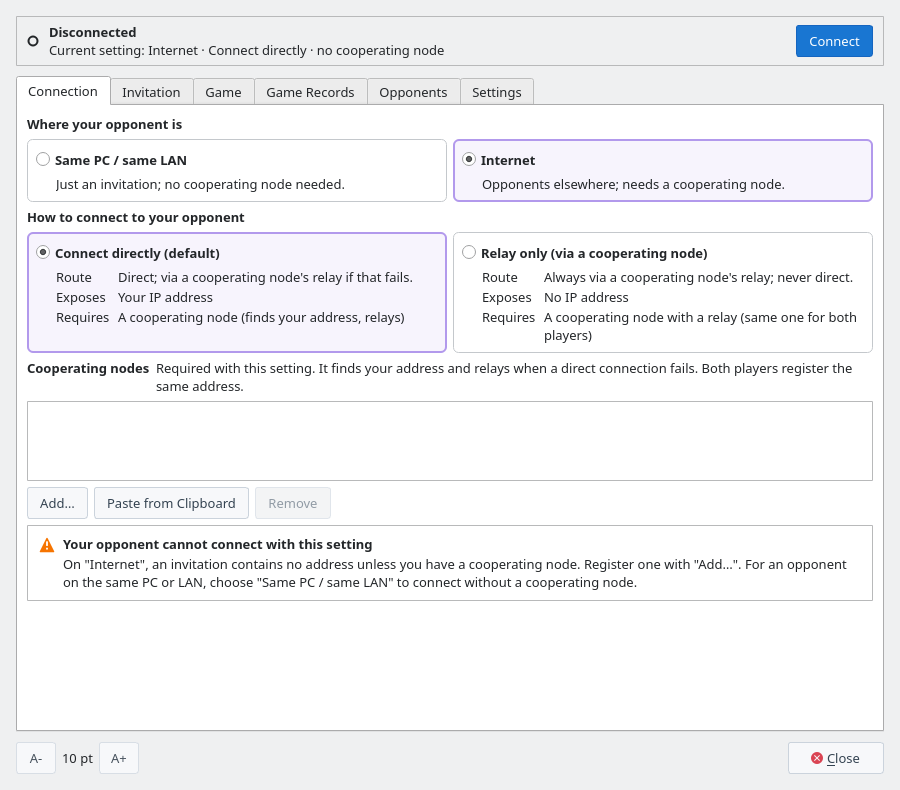 Disconnected
Current setting: Internet · Connect directly · no cooperating node
Connect
Connection
Invitation
Game
Game Records
Opponents
Settings
Where your opponent is
Same PC / same LAN
Just an invitation; no cooperating node needed.
Internet
Opponents elsewhere; needs a cooperating node.
How to connect to your opponent
Connect directly (default)
Route Direct; via a cooperating node's relay if that fails.
Exposes Your IP address
Requires A cooperating node (finds your address, relays)
Relay only (via a cooperating node)
Route Always via a cooperating node's relay; never direct.
Exposes No IP address
Requires A cooperating node with a relay (same one for both
players)
Cooperating nodes Required with this setting. It finds your address and relays when a direct connection fails. Both players register the
same address.
Add...
Paste from Clipboard
Remove
Your opponent cannot connect with this setting
On "Internet", an invitation contains no address unless you have a cooperating node. Register one with "Add...". For an opponent
on the same PC or LAN, choose "Same PC / same LAN" to connect without a cooperating node.
A-
10 pt
A+
Close